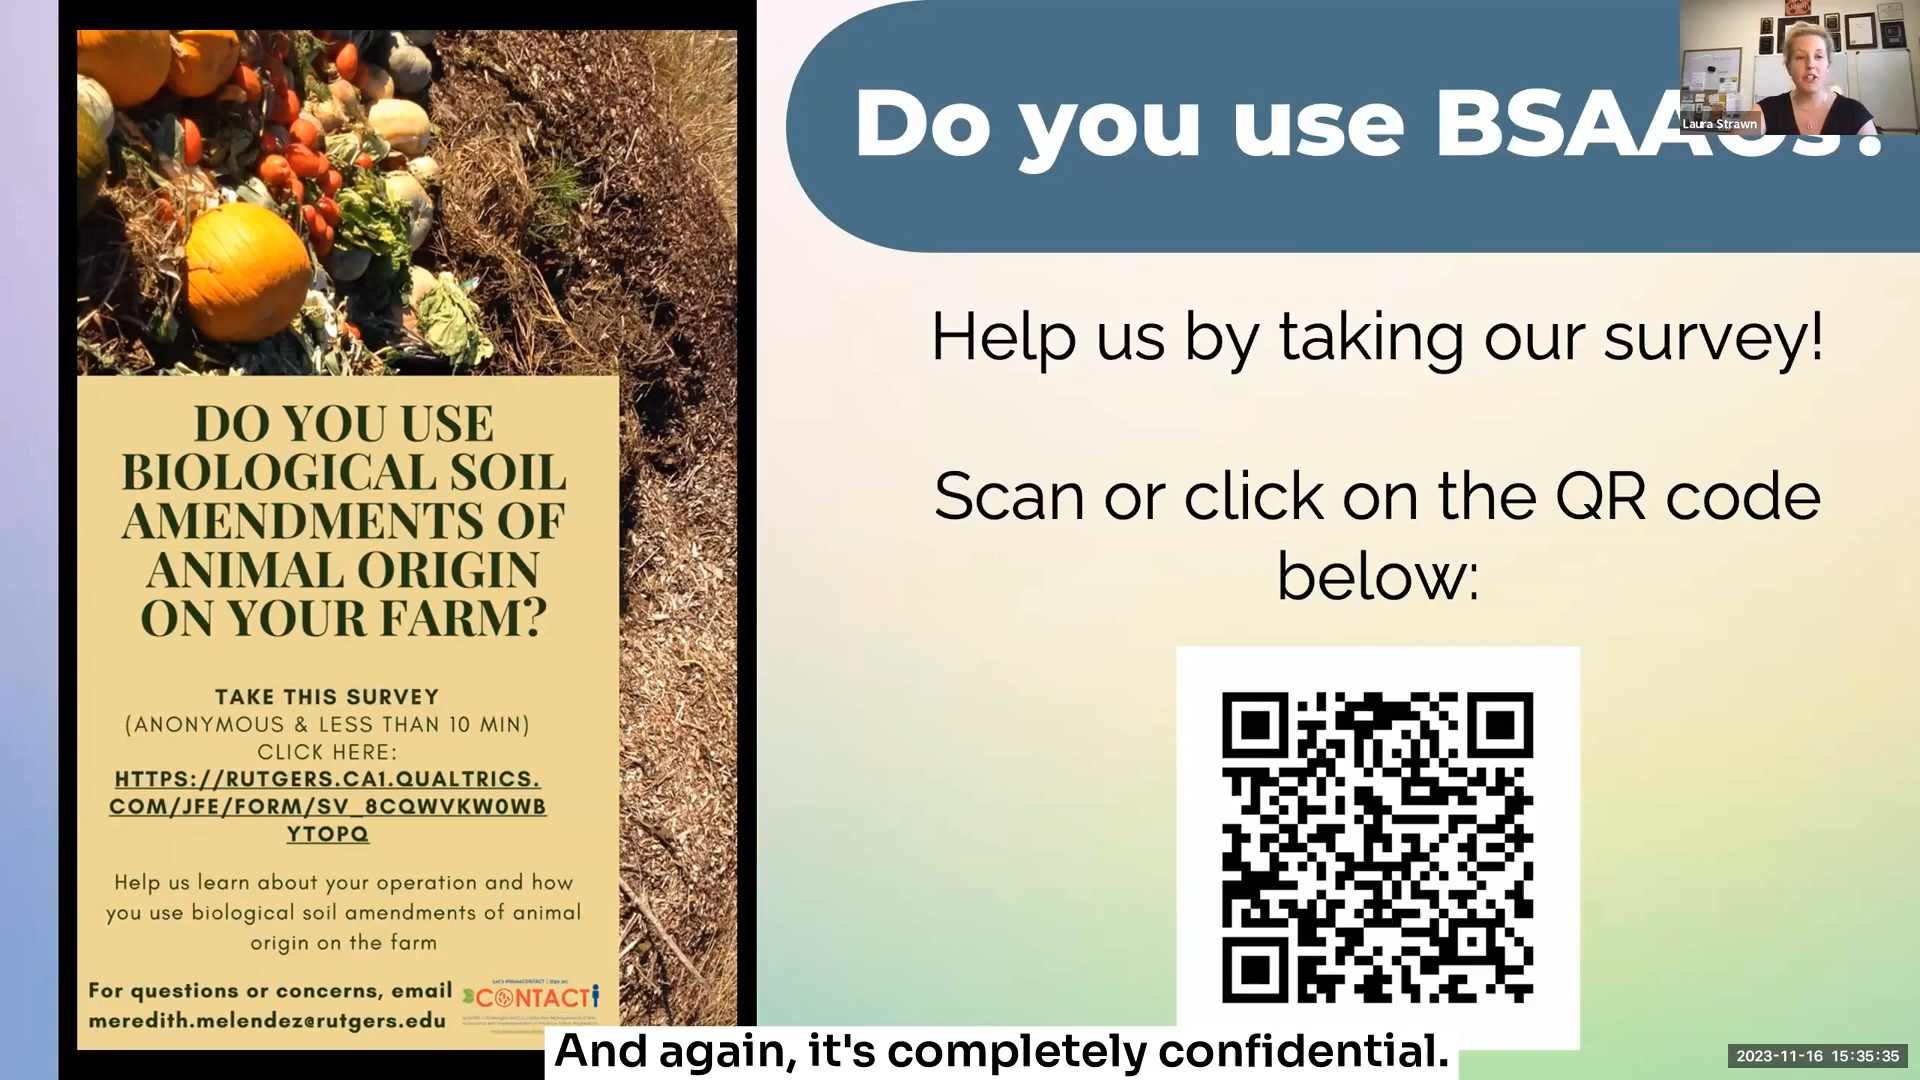 Do you use BSAAOs?
Laura Strawn
Help us by taking our survey!
Scan or click on the QR code
below:
DO YOU USE
BIOLOGICAL SOIL
AMENDMENTS OF
ANIMAL ORIGIN
ON YOUR FARM?
TAKE THIS SURVEY
(ANONYMOUS & LESS THAN 10 MIN)
CLICK HERE:
HTTPS://RUTGERS.CA1.QUALTRICS.
COM/JFE/FORM/SV_8CQWVKW0WB
YTOPQ
Help us learn about your operation and how
you use biological soil amendments of animal
origin on the farm
For questions or concerns, email
meredith.melendez@rutgers.edu
CONTACT
And again, it's completely confidential.
2023-11-16 15:35:35